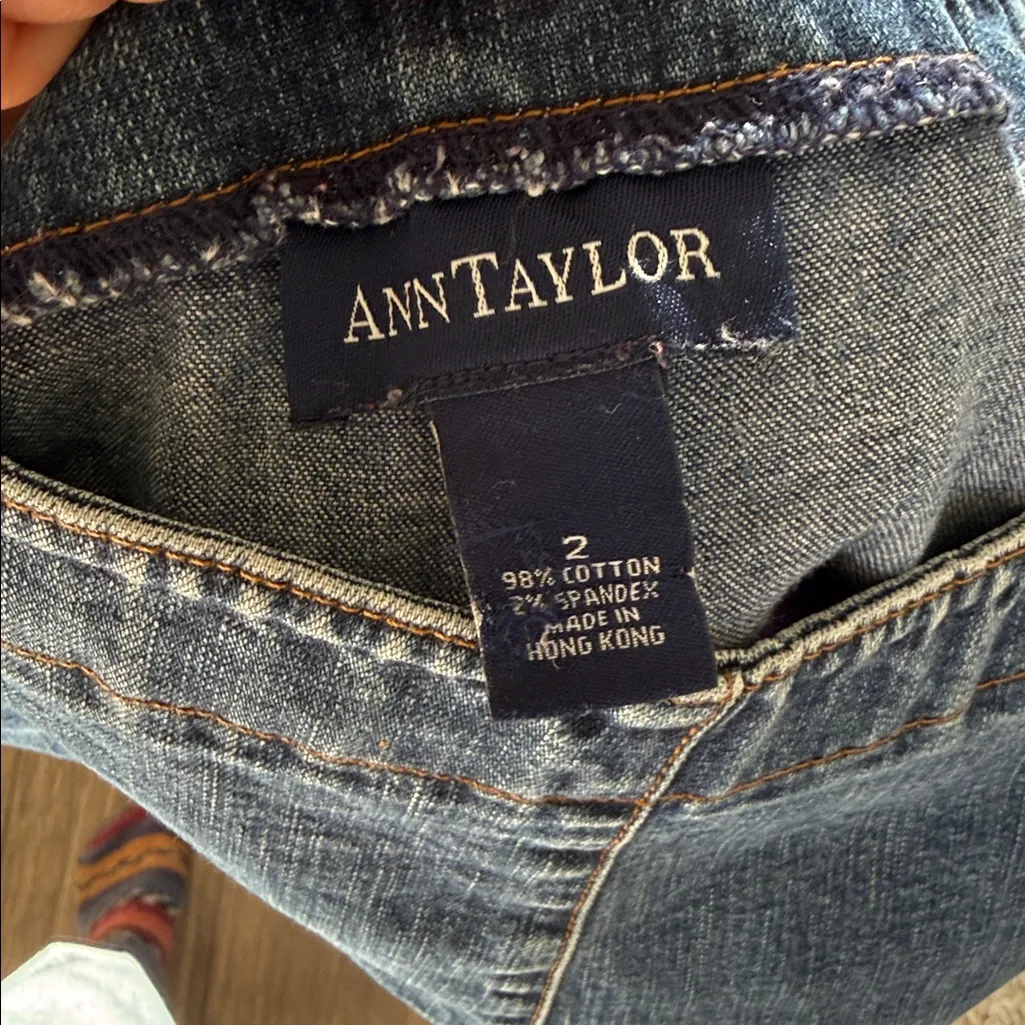 ANNTAYLOR
2
98% COTTON
2% SPANDEX
MADE IN
HONG KONG